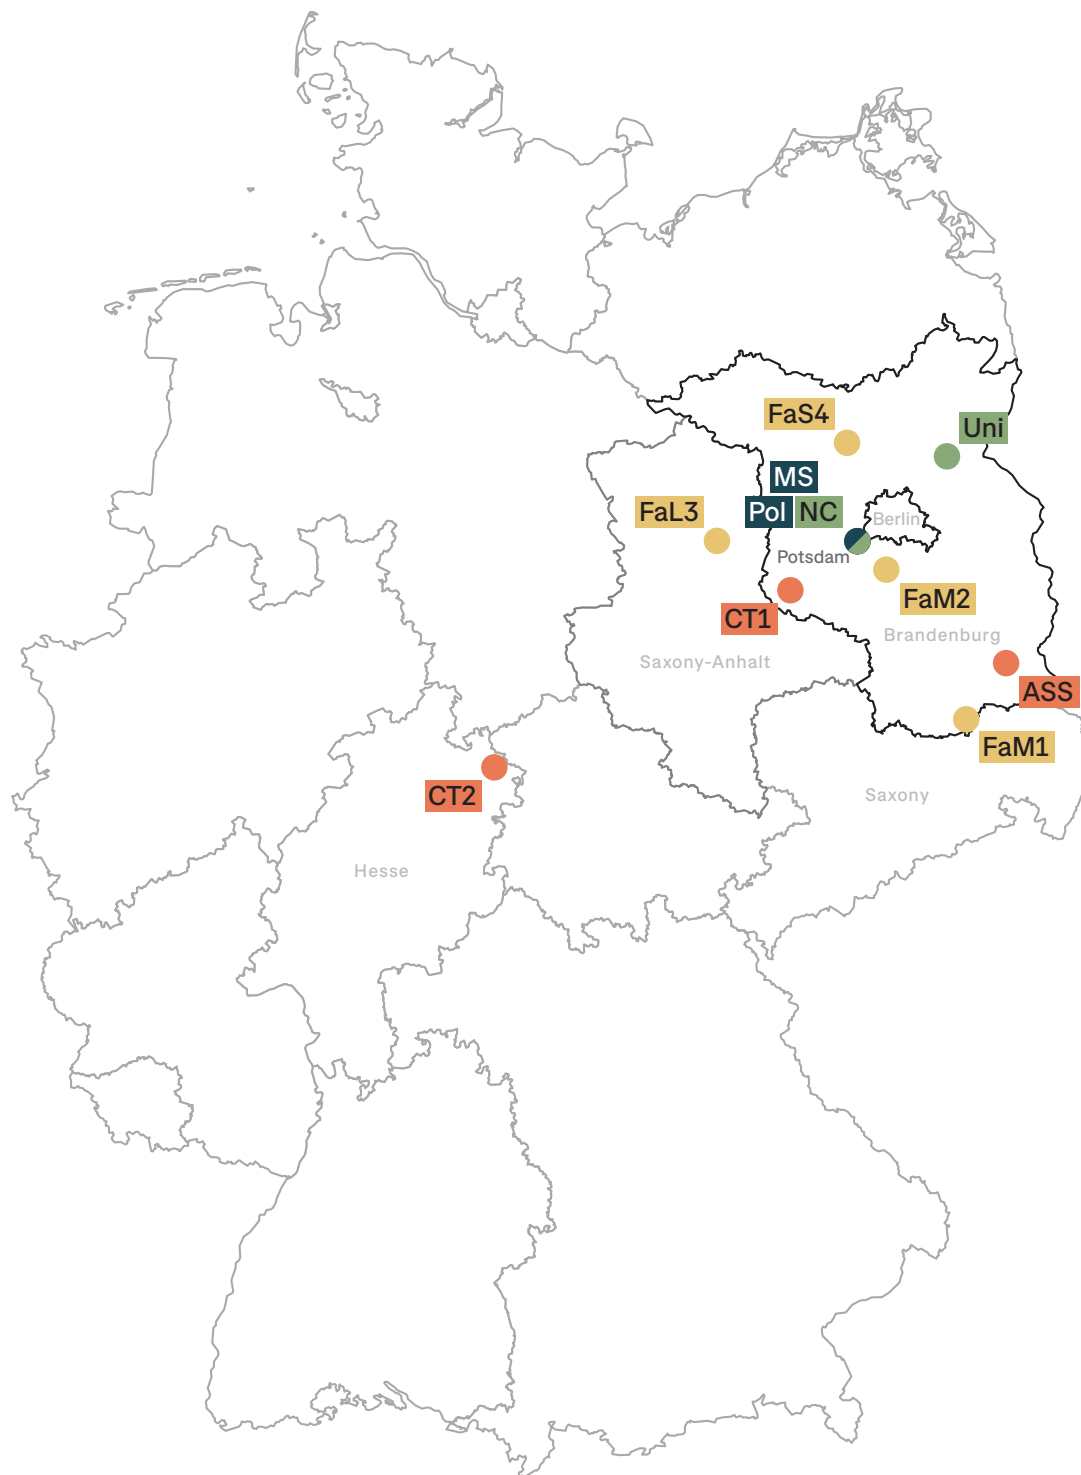 FaS4
Uni
MS
FaL3
Pol NC
Berlin
Potsdam
FaM2
CT1
Brandenburg
Saxony-Anhalt
ASS
FaM1
CT2
Saxony
Hesse